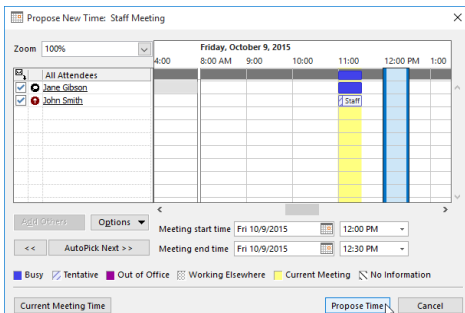 Propose New Time: Staff Meeting
Zoom 100%
Friday, October 9, 2015
4:00 8:00 AM 9:00 10:00 11:00 12:00 PM 1:00
All Attendees
Jane Gibson
John Smith
Staff
Add Others Options
Meeting start time Fri 10/9/2015 12:00 PM
<< AutoPick Next >> Meeting end time Fri 10/9/2015 12:30 PM
Busy Tentative Out of Office Working Elsewhere Current Meeting No Information
Current Meeting Time Propose Time Cancel